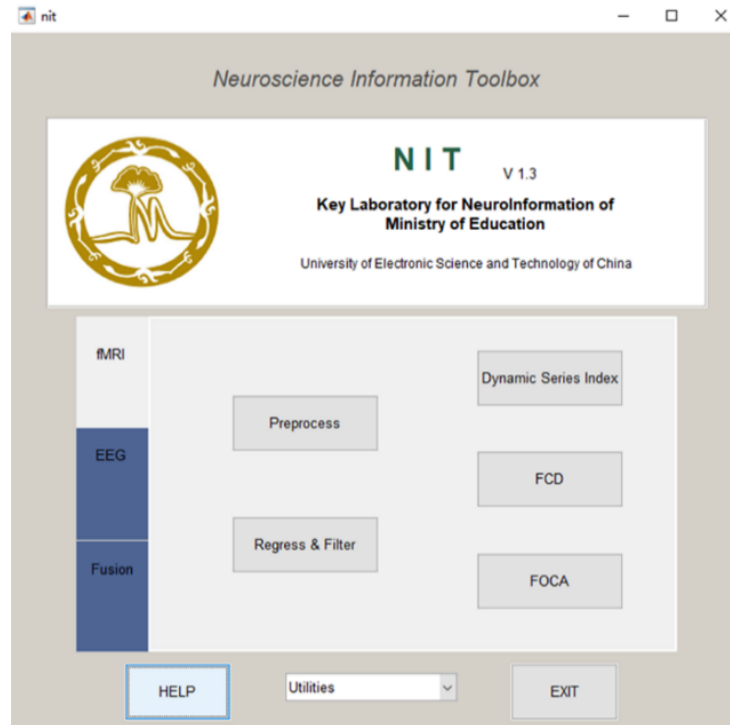 nit
Neuroscience Information Toolbox
N I T V 1.3
Key Laboratory for NeuroInformation of
Ministry of Education
University of Electronic Science and Technology of China
fMRI
EEG
Fusion
Preprocess
Regress & Filter
Dynamic Series Index
FCD
FOCA
HELP
Utilities
EXIT